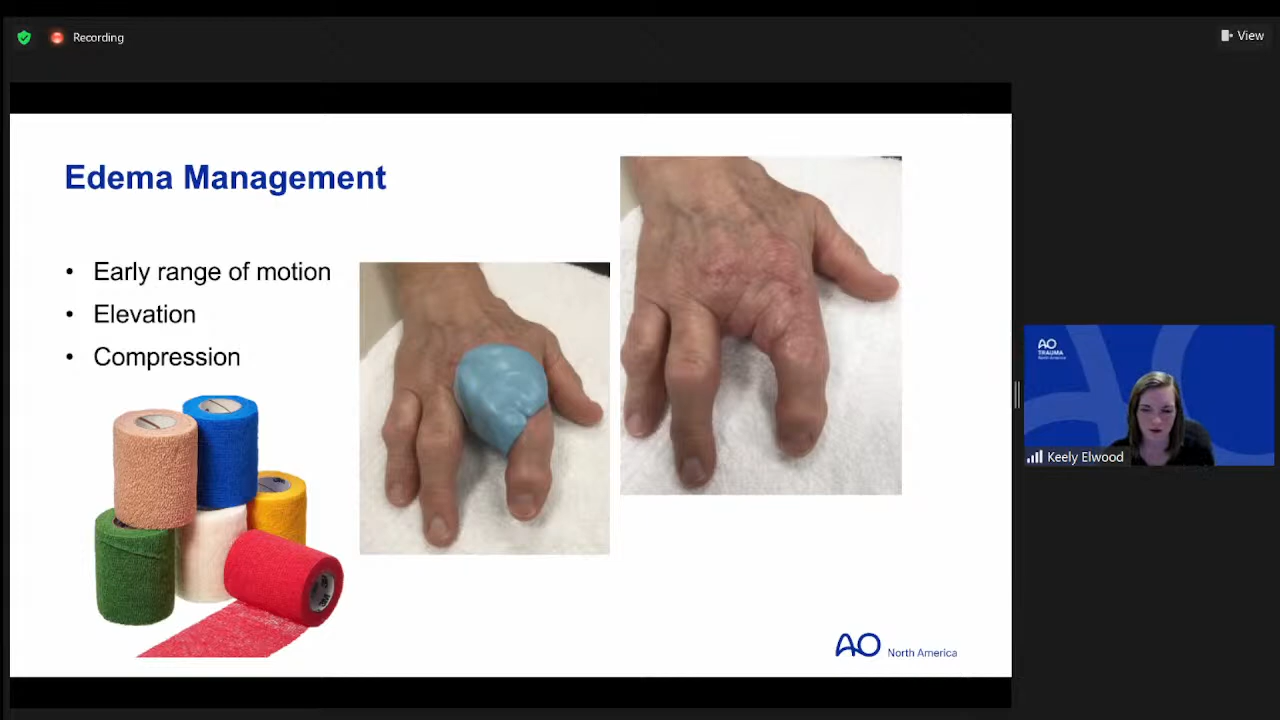 Recording
View
Edema Management
• Early range of motion
• Elevation
• Compression
3M
AO
TRAUMA
North America
Keely Elwood
AO North America